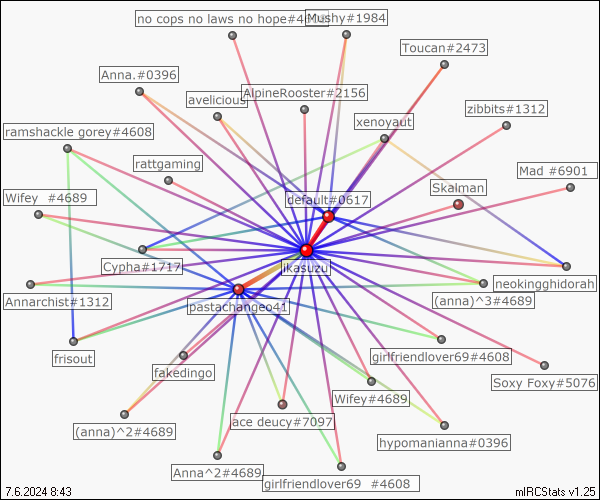 no cops no laws no hope#4608
Mushy#1984
Toucan#2473
Anna.#0396
AlpineRooster#2156
avelicious
zibbits#1312
xenoyaut
ramshackle gorey#4608
rattgaming
Mad #6901
Skalman
Wifey #4689
default#0617
Cypha#1717
ikasuzu
neokingghidorah
Annarchist#1312
(anna)^3#4689
pastachangeo41
frisout
girlfriendlover69#4608
fakedingo
Soxy Foxy#5076
Wifey#4689
ace deucy#7097
(anna)^2#4689
hypomanianna#0396
Anna^2#4689
girlfriendlover69 #4608
7.6.2024 8:43
mIRCStats v1.25